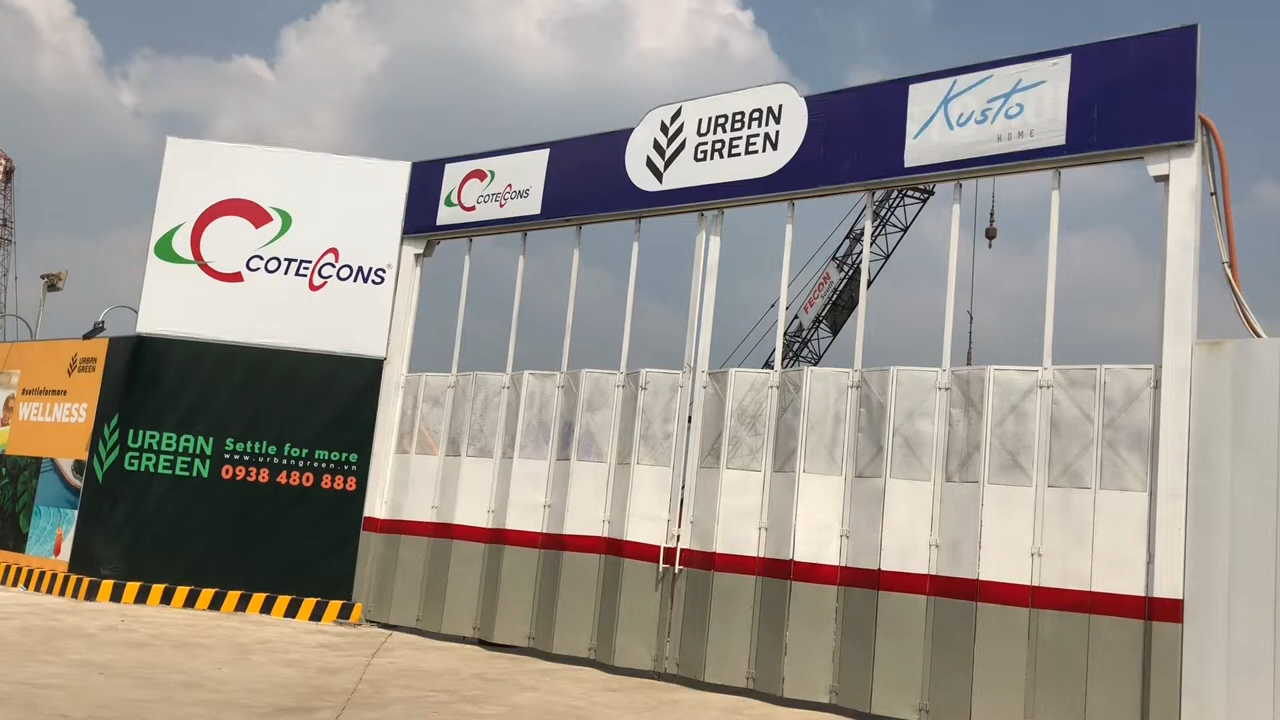 COTECCONS®
URBAN
GREEN
Kusto
HOME
COTECCONS®
FECON
South
URBAN
GREEN
#settleformore
WELLNESS
URBAN
GREEN
Settle for more
www.urbangreen.vn
0938 480 888